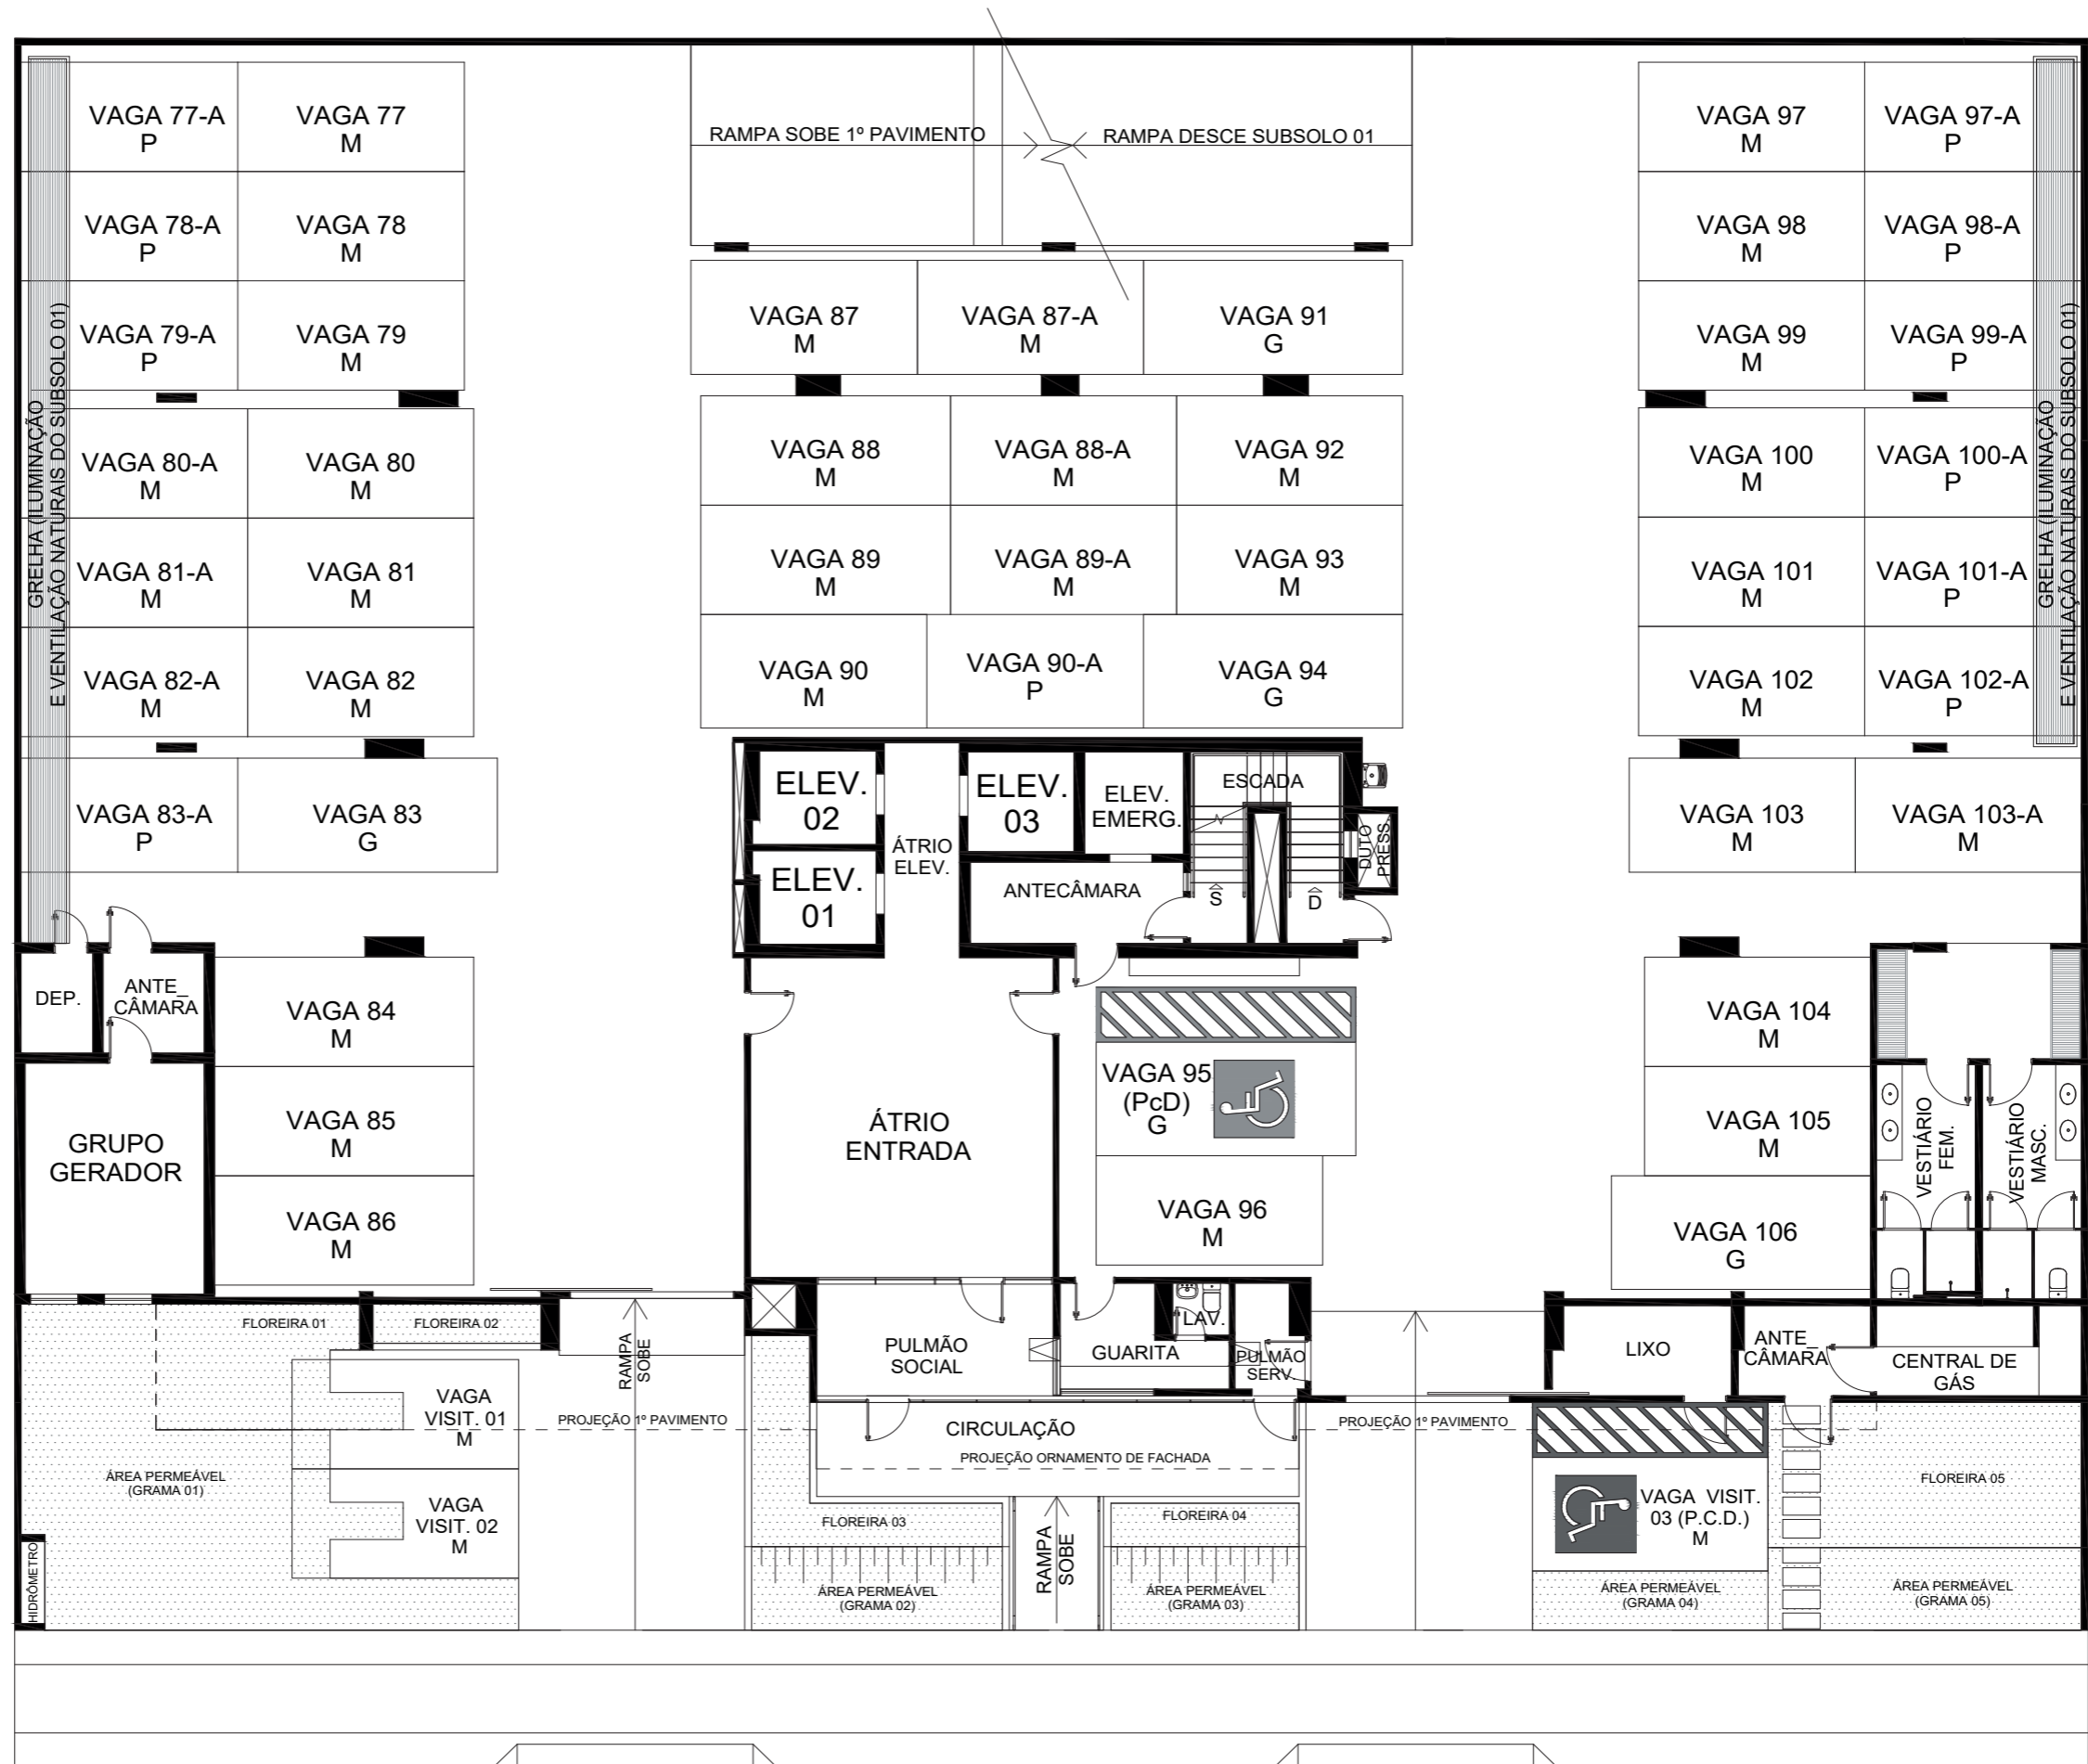 RAMPA SOBE 1º PAVIMENTO
RAMPA DESCE SUBSOLO 01
VAGA 77-A
P
VAGA 77
M
VAGA 78-A
P
VAGA 78
M
VAGA 79-A
P
VAGA 79
M
VAGA 80-A
M
VAGA 80
M
VAGA 81-A
M
VAGA 81
M
VAGA 82-A
M
VAGA 82
M
VAGA 83-A
P
VAGA 83
G
GRELHA (ILUMINAÇÃO
E VENTILAÇÃO NATURAIS DO SUBSOLO 01)
VAGA 87
M
VAGA 87-A
M
VAGA 91
G
VAGA 88
M
VAGA 88-A
M
VAGA 92
M
VAGA 89
M
VAGA 89-A
M
VAGA 93
M
VAGA 90
M
VAGA 90-A
P
VAGA 94
G
VAGA 97
M
VAGA 97-A
P
VAGA 98
M
VAGA 98-A
P
VAGA 99
M
VAGA 99-A
P
VAGA 100
M
VAGA 100-A
P
VAGA 101
M
VAGA 101-A
P
VAGA 102
M
VAGA 102-A
P
VAGA 103
M
VAGA 103-A
M
GRELHA (ILUMINAÇÃO
E VENTILAÇÃO NATURAIS DO SUBSOLO 01)
ELEV.
02
ELEV.
01
ÁTRIO
ELEV.
ELEV.
03
ELEV.
EMERG.
ESCADA
DUTO
PRESS.
ANTECÂMARA
S
D
DEP.
ANTE_
CÂMARA
GRUPO
GERADOR
VAGA 84
M
VAGA 85
M
VAGA 86
M
ÁTRIO
ENTRADA
VAGA 95
(PcD)
G
VAGA 96
M
VAGA 104
M
VAGA 105
M
VAGA 106
G
VESTIÁRIO
FEM.
VESTIÁRIO
MASC.
FLOREIRA 01
FLOREIRA 02
RAMPA
SOBE
PULMÃO
SOCIAL
GUARITA
LAV.
PULMÃO
SERV.
LIXO
ANTE_
CÂMARA
CENTRAL DE
GÁS
VAGA
VISIT. 01
M
VAGA
VISIT. 02
M
PROJEÇÃO 1º PAVIMENTO
CIRCULAÇÃO
PROJEÇÃO ORNAMENTO DE FACHADA
PROJEÇÃO 1º PAVIMENTO
ÁREA PERMEÁVEL
(GRAMA 01)
HIDRÔMETRO
FLOREIRA 03
ÁREA PERMEÁVEL
(GRAMA 02)
RAMPA
SOBE
FLOREIRA 04
ÁREA PERMEÁVEL
(GRAMA 03)
VAGA VISIT.
03 (P.C.D.)
M
ÁREA PERMEÁVEL
(GRAMA 04)
FLOREIRA 05
ÁREA PERMEÁVEL
(GRAMA 05)